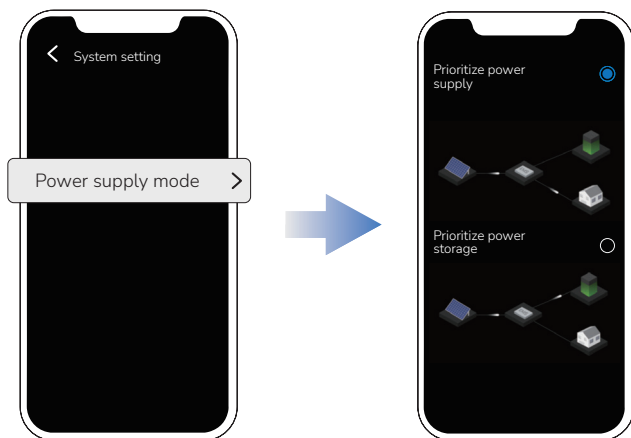 System setting
Power supply mode
Prioritize power
supply
Prioritize power
storage